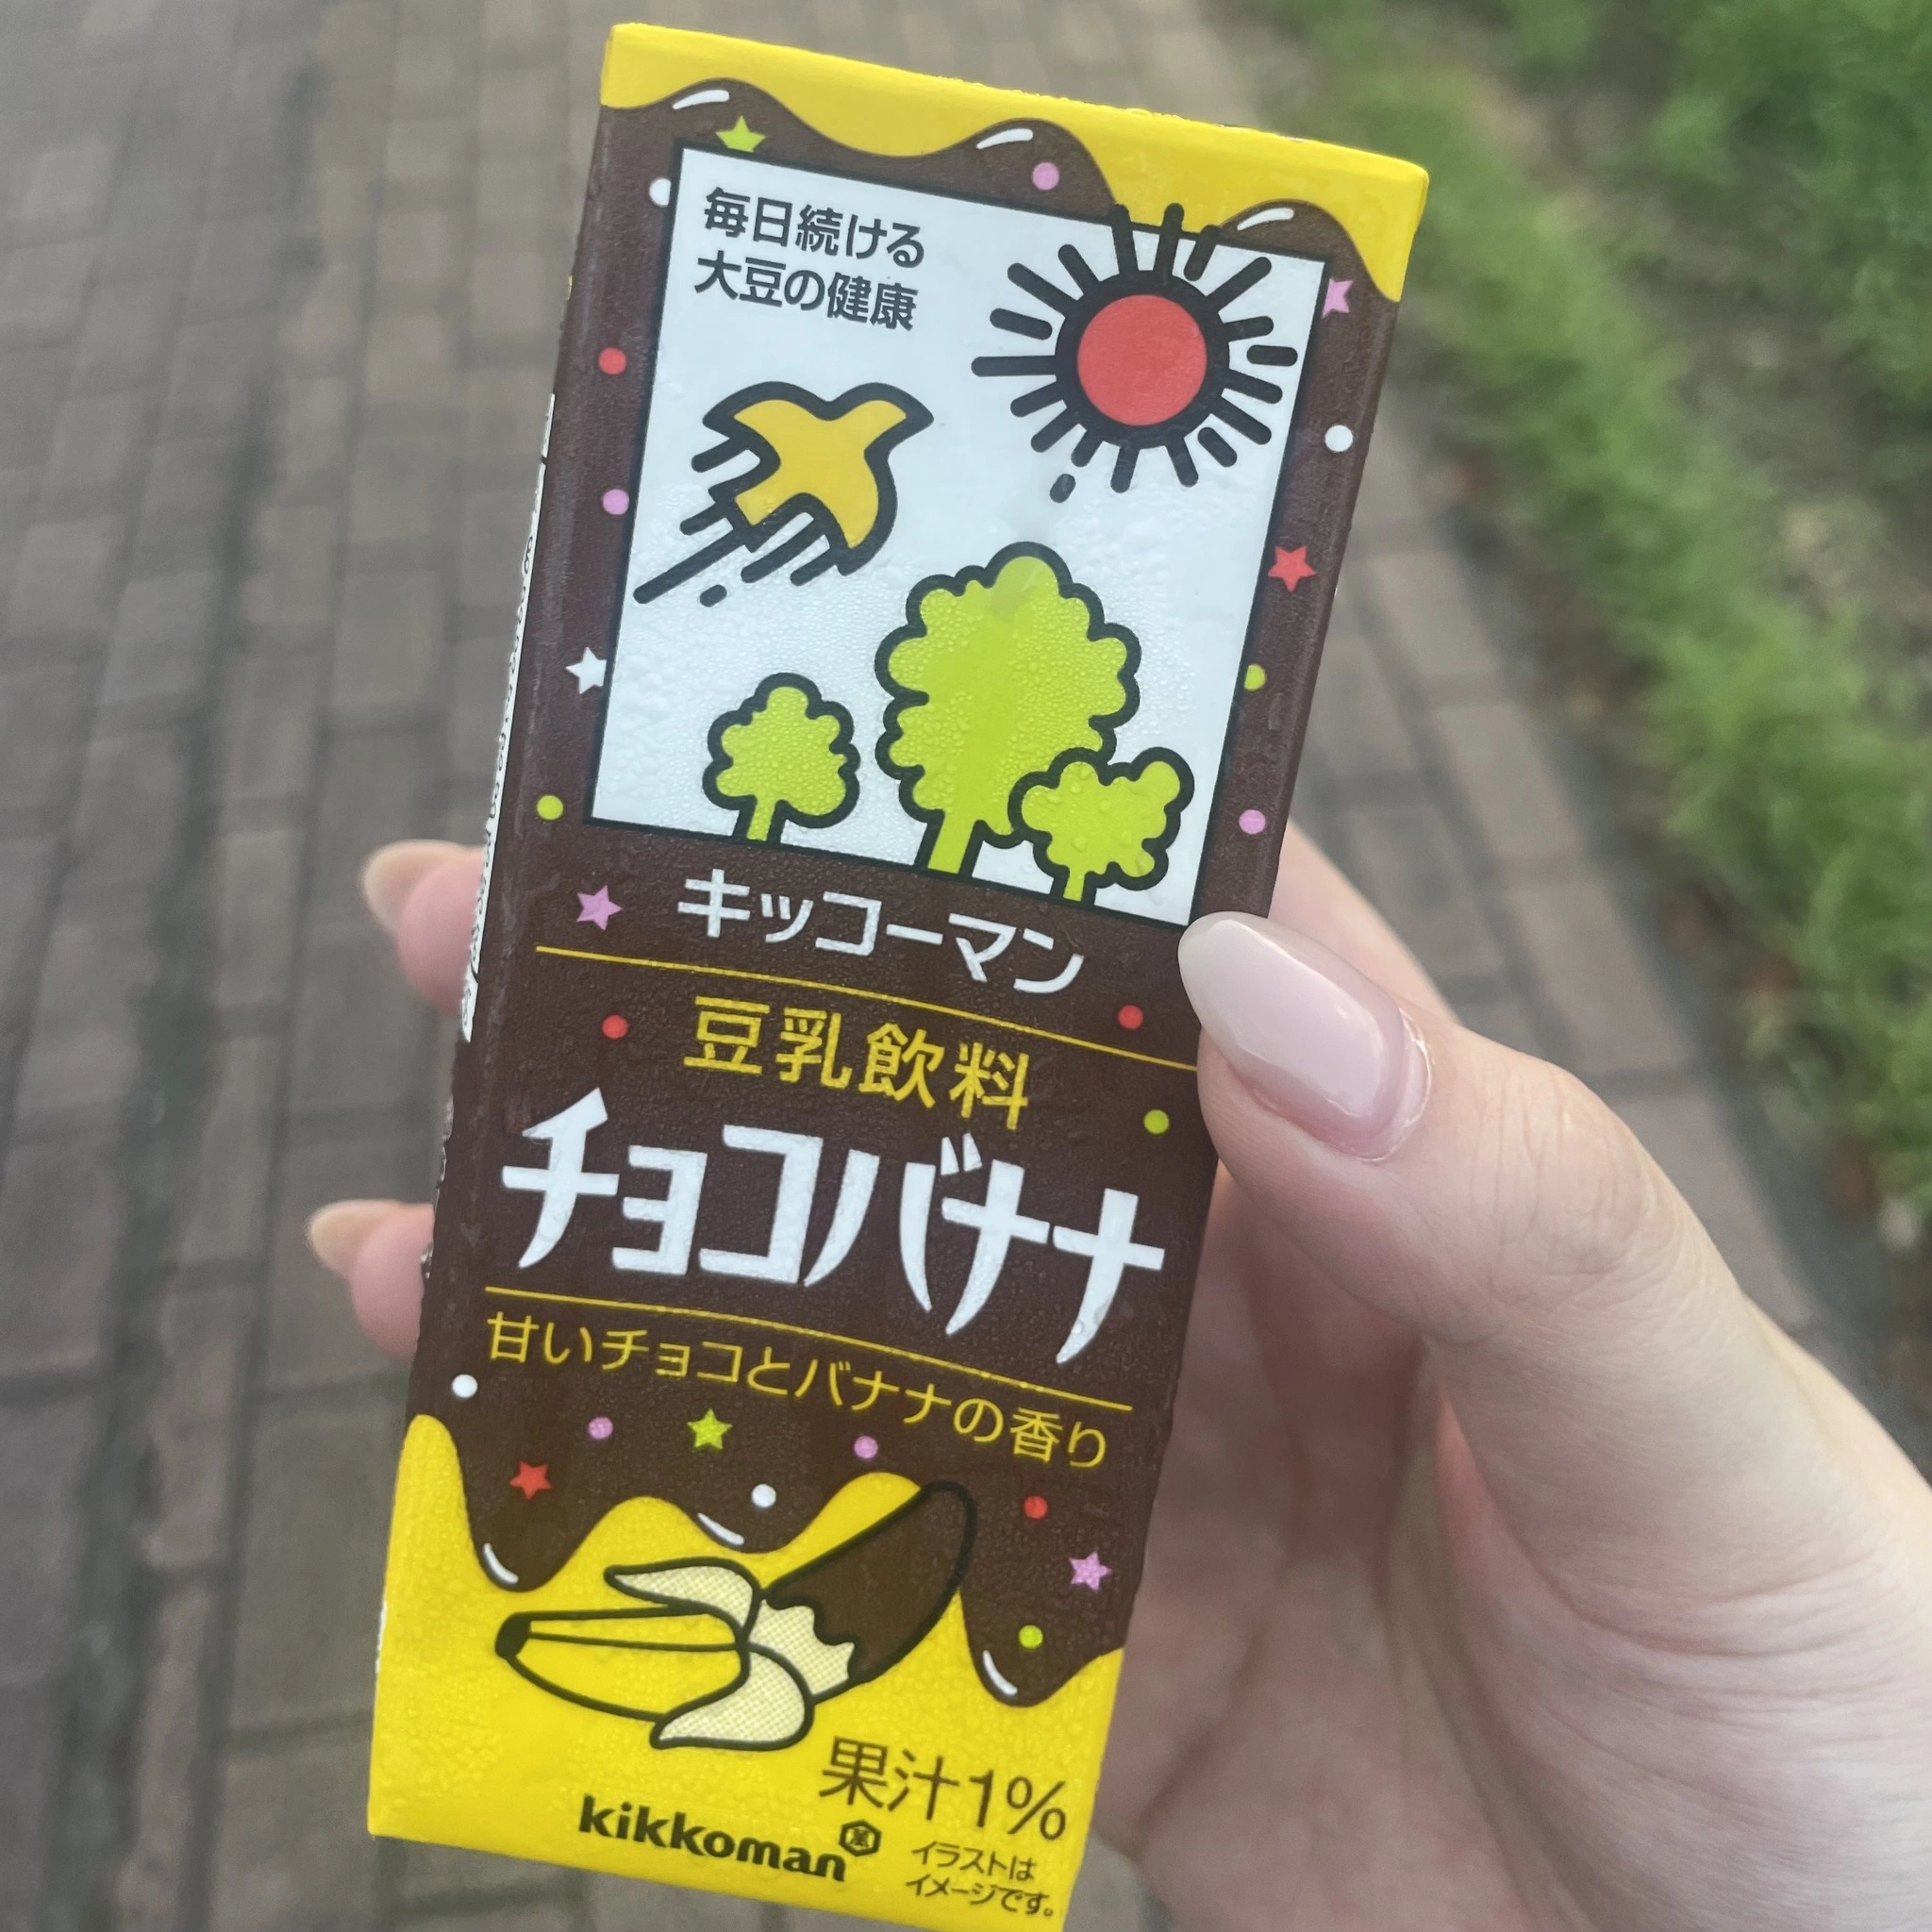 毎日続ける
大豆の健康
キッコーマン
豆乳飲料
チョコバナナ
甘いチョコとバナナの香り
果汁1%
kikkoman
イラストは
イメージです。